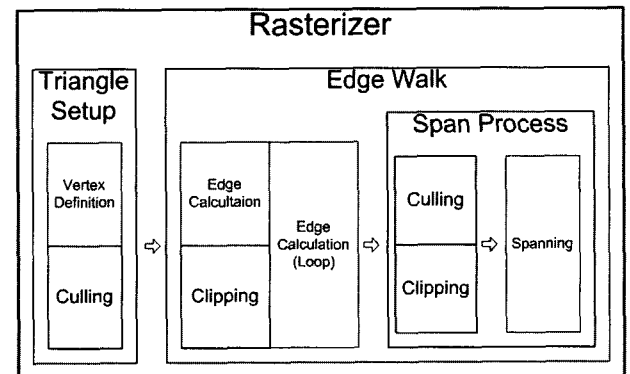 Rasterizer
Triangle
Setup
Vertex
Definition
Culling
Edge Walk
Edge
Calcultaion
Clipping
Edge
Calculation
(Loop)
Span Process
Culling
Clipping
Spanning